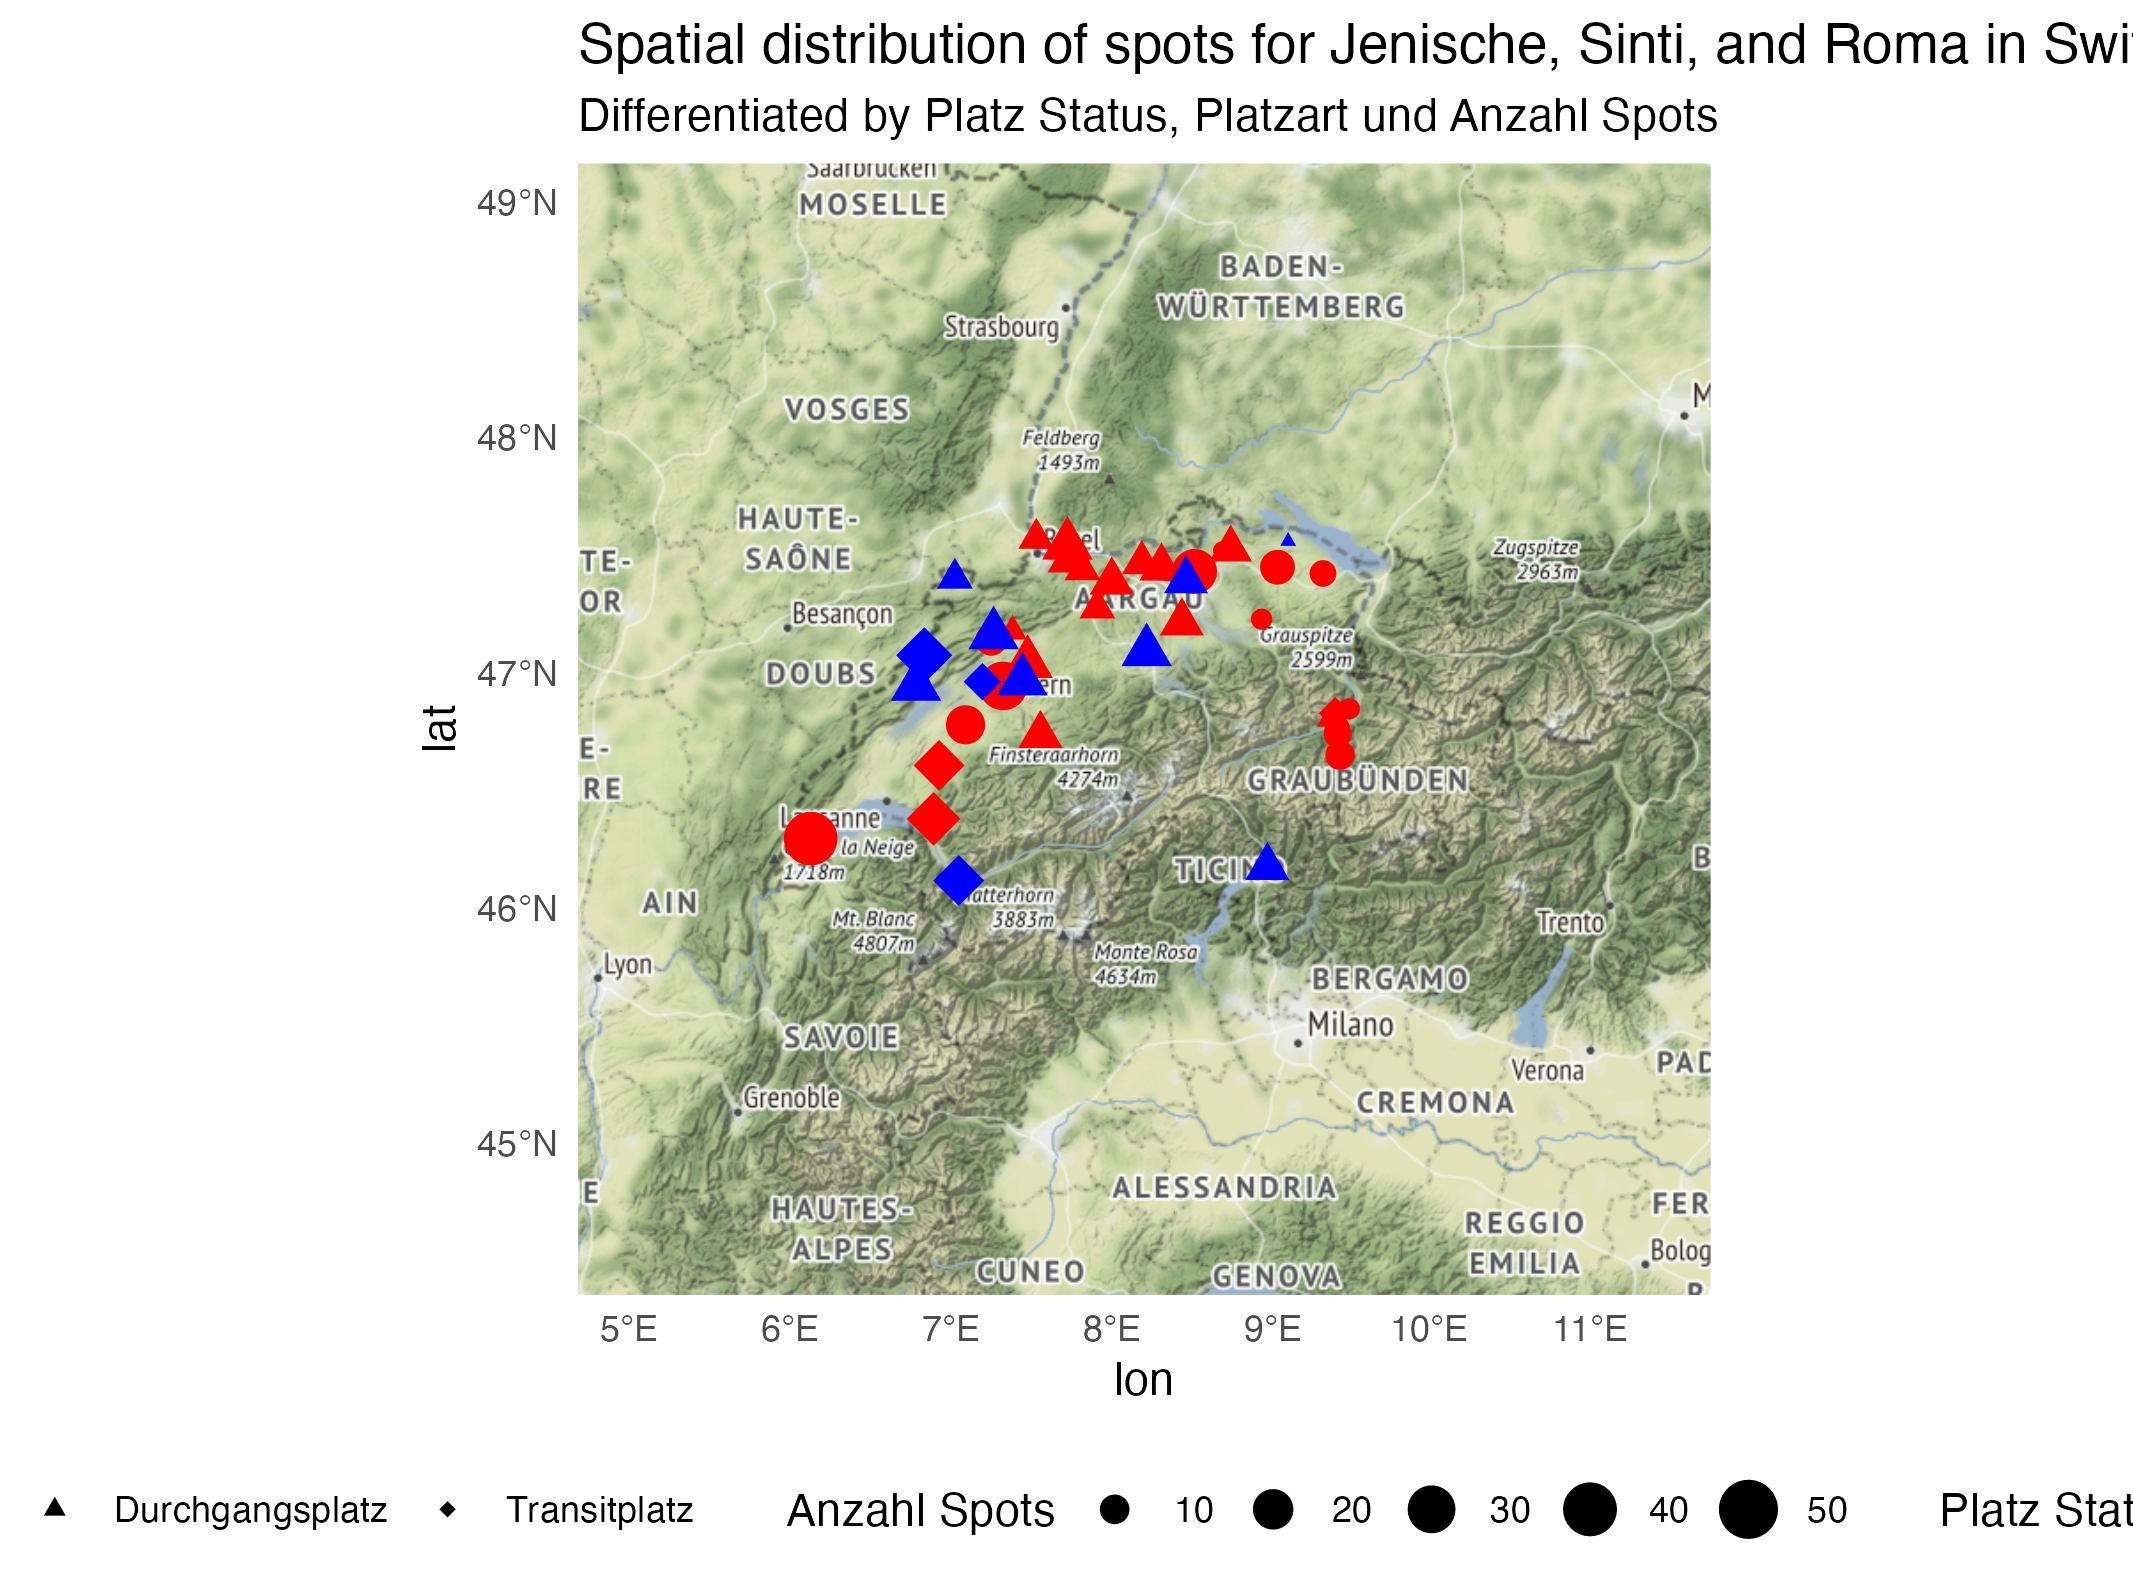 Spatial distribution of spots for Jenische, Sinti, and Roma in Swi
Differentiated by Platz Status, Platzart und Anzahl Spots
Saarbrücken
49°N
MOSELLE
BADEN-
WÜRTTEMBERG
Strasbourg
M
VOSGES
48°N
Feldberg
1493m
HAUTE-
SAÔNE
TE-
OR
Zugspitze
2963m
AARGAU
Besançon
Grauspitze
2599m
47°N
DOUBS
ern
lat
E-
RE
Finsteraarhorn
4274m
GRAUBÜNDEN
la Neige
1718m
B
46°N
AIN
Matterhorn
3883m
Mt. Blanc
4807m
Trento
Lyon
Monte Rosa
4634m
BERGAMO
Milano
SAVOIE
Verona
PAD
Grenoble
CREMONA
45°N
E
ALESSANDRIA
FER
HAUTES-
ALPES
REGGIO
EMILIA
Bolog
CUNEO
GENOVA
R
5°E 6°E 7°E 8°E 9°E 10°E 11°E
lon
Durchgangsplatz Transitplatz Anzahl Spots 10 20 30 40 50 Platz Stat